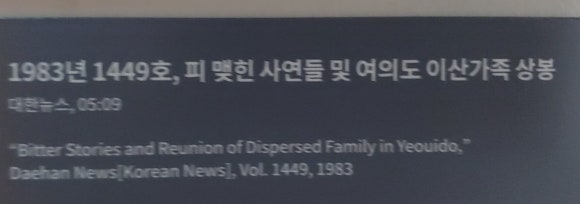 1983년 1449호, 피 맺힌 사연들 및 여의도 이산가족 상봉
대한뉴스, 05:09
“Bitter Stories and Reunion of Dispersed Family in Yeouido,”
Daehan News[Korean News], Vol. 1449, 1983